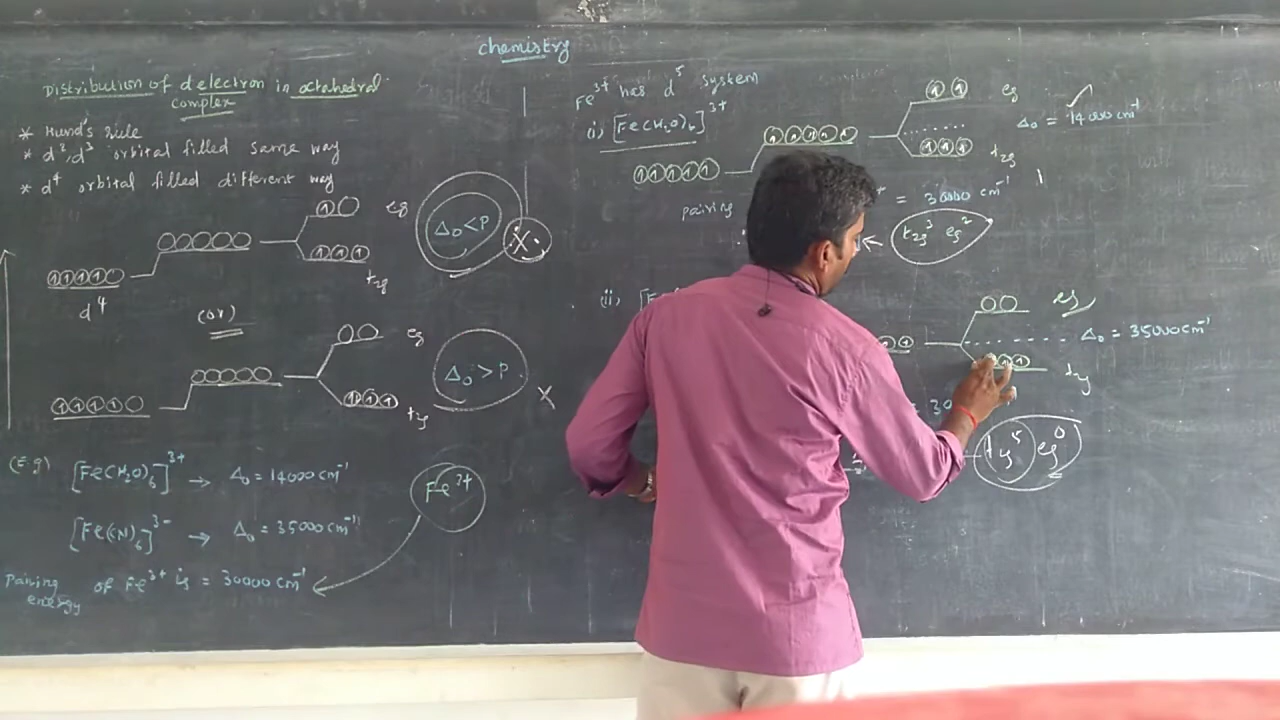 chemistry
Distribution of d electron in octahedral
complex
* Hund's rule
* d², d³ orbital filled same way
* d⁴ orbital filled different way
eg
t2g
d⁴
Δo < P
(or)
eg
t2g
Δo > P
(E.g) [Fe(H₂O)₆]³⁺ → Δo = 14000 cm⁻¹
[Fe(CN)₆]³⁻ → Δo = 35000 cm⁻¹
Pairing energy of Fe³⁺ is = 30000 cm⁻¹
Fe³⁺
Fe³⁺ has d⁵ system
(i) [Fe(H₂O)₆]³⁺
eg
t2g
Δo = 14000 cm⁻¹
pairing
= 30000 cm⁻¹
t2g³ eg²
(ii)
eg
t2g
Δo = 35000 cm⁻¹
= 30
t2g⁵ eg⁰